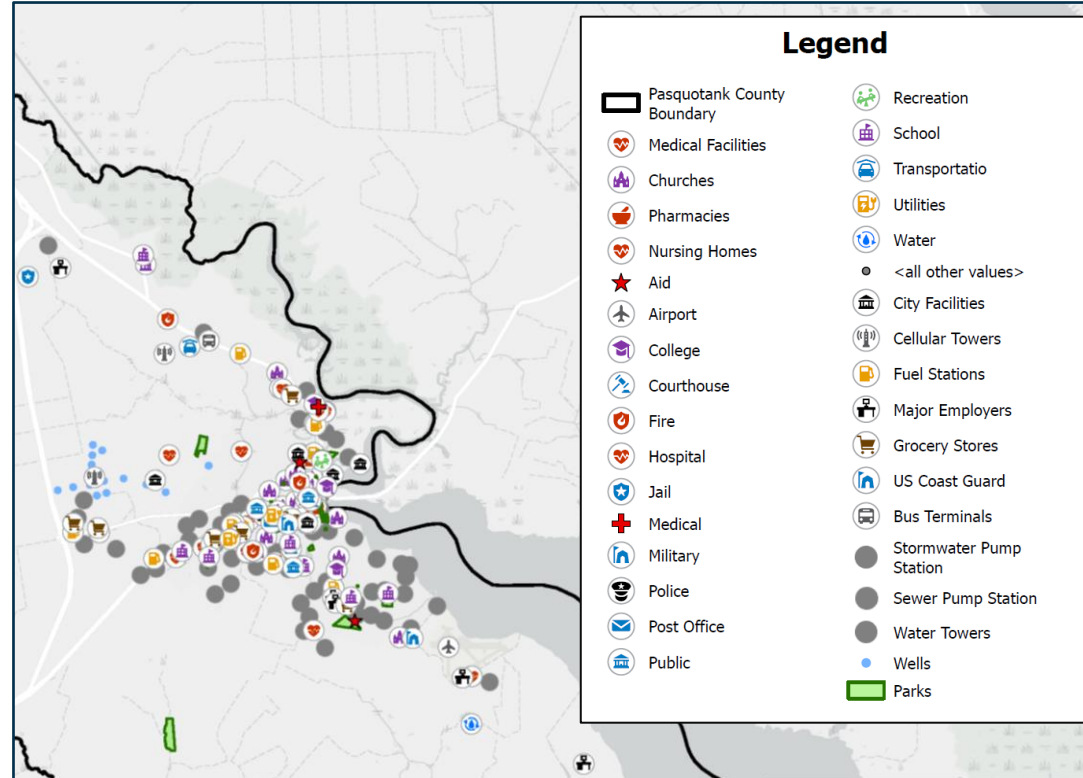 Legend
Pasquotank County
Boundary
Medical Facilities
Churches
Pharmacies
Nursing Homes
Aid
Airport
College
Courthouse
Fire
Hospital
Jail
Medical
Military
Police
Post Office
Public
Recreation
School
Transportatio
Utilities
Water
<all other values>
City Facilities
Cellular Towers
Fuel Stations
Major Employers
Grocery Stores
US Coast Guard
Bus Terminals
Stormwater Pump
Station
Sewer Pump Station
Water Towers
Wells
Parks